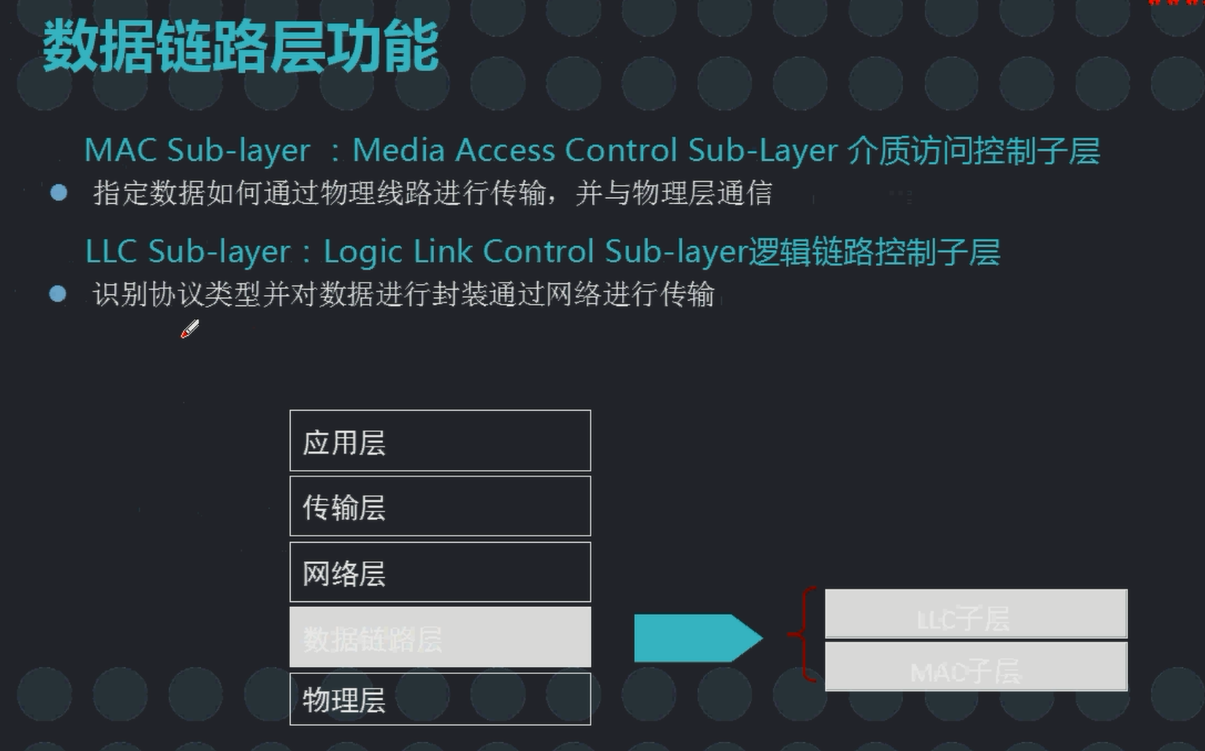 数据链路层功能
MAC Sub-layer ：Media Access Control Sub-Layer 介质访问控制子层
指定数据如何通过物理线路进行传输，并与物理层通信
LLC Sub-layer：Logic Link Control Sub-layer逻辑链路控制子层
识别协议类型并对数据进行封装通过网络进行传输
应用层
传输层
网络层
数据链路层
LLC子层
MAC子层
物理层